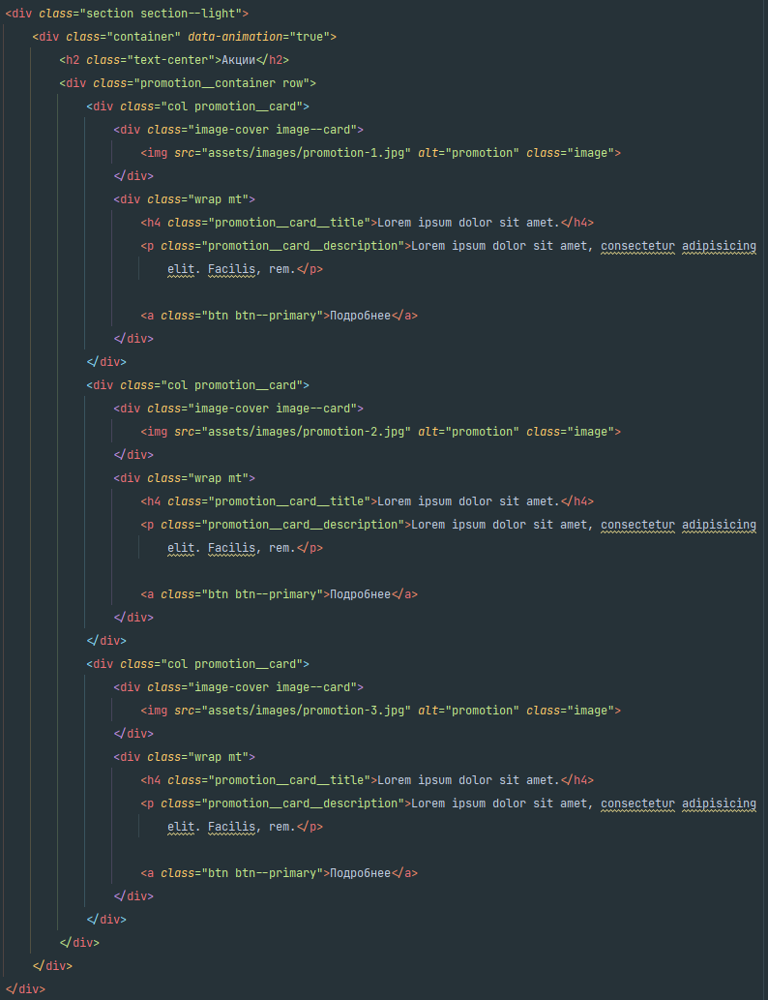 <div class="section section--light">
    <div class="container" data-animation="true">
        <h2 class="text-center">Акции</h2>
        <div class="promotion__container row">
            <div class="col promotion__card">
                <div class="image-cover image--card">
                    <img src="assets/images/promotion-1.jpg" alt="promotion" class="image">
                </div>
                <div class="wrap mt">
                    <h4 class="promotion__card__title">Lorem ipsum dolor sit amet.</h4>
                    <p class="promotion__card__description">Lorem ipsum dolor sit amet, consectetur adipisicing
                        elit. Facilis, rem.</p>

                    <a class="btn btn--primary">Подробнее</a>
                </div>
            </div>
            <div class="col promotion__card">
                <div class="image-cover image--card">
                    <img src="assets/images/promotion-2.jpg" alt="promotion" class="image">
                </div>
                <div class="wrap mt">
                    <h4 class="promotion__card__title">Lorem ipsum dolor sit amet.</h4>
                    <p class="promotion__card__description">Lorem ipsum dolor sit amet, consectetur adipisicing
                        elit. Facilis, rem.</p>

                    <a class="btn btn--primary">Подробнее</a>
                </div>
            </div>
            <div class="col promotion__card">
                <div class="image-cover image--card">
                    <img src="assets/images/promotion-3.jpg" alt="promotion" class="image">
                </div>
                <div class="wrap mt">
                    <h4 class="promotion__card__title">Lorem ipsum dolor sit amet.</h4>
                    <p class="promotion__card__description">Lorem ipsum dolor sit amet, consectetur adipisicing
                        elit. Facilis, rem.</p>

                    <a class="btn btn--primary">Подробнее</a>
                </div>
            </div>
        </div>
    </div>
</div>